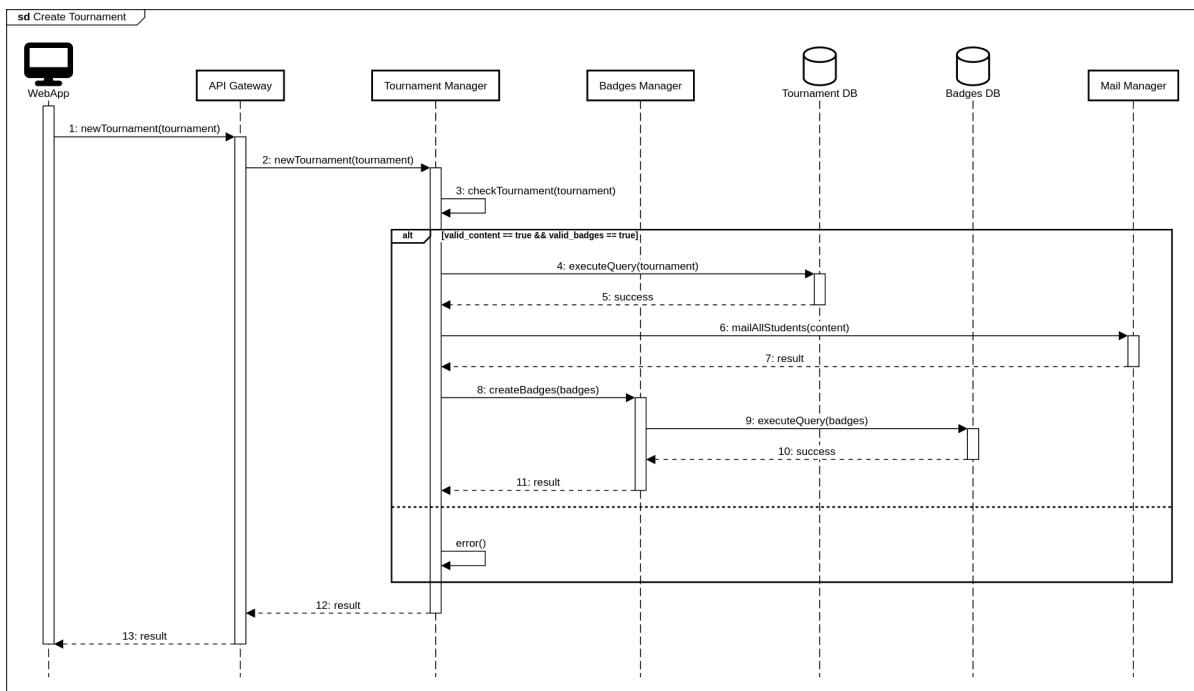 sd Create Tournament
WebApp
API Gateway
Tournament Manager
Badges Manager
Tournament DB
Badges DB
Mail Manager
1: newTournament(tournament)
2: newTournament(tournament)
3: checkTournament(tournament)
alt
[valid_content == true && valid_badges == true]
4: executeQuery(tournament)
5: success
6: mailAllStudents(content)
7: result
8: createBadges(badges)
9: executeQuery(badges)
10: success
11: result
error()
12: result
13: result